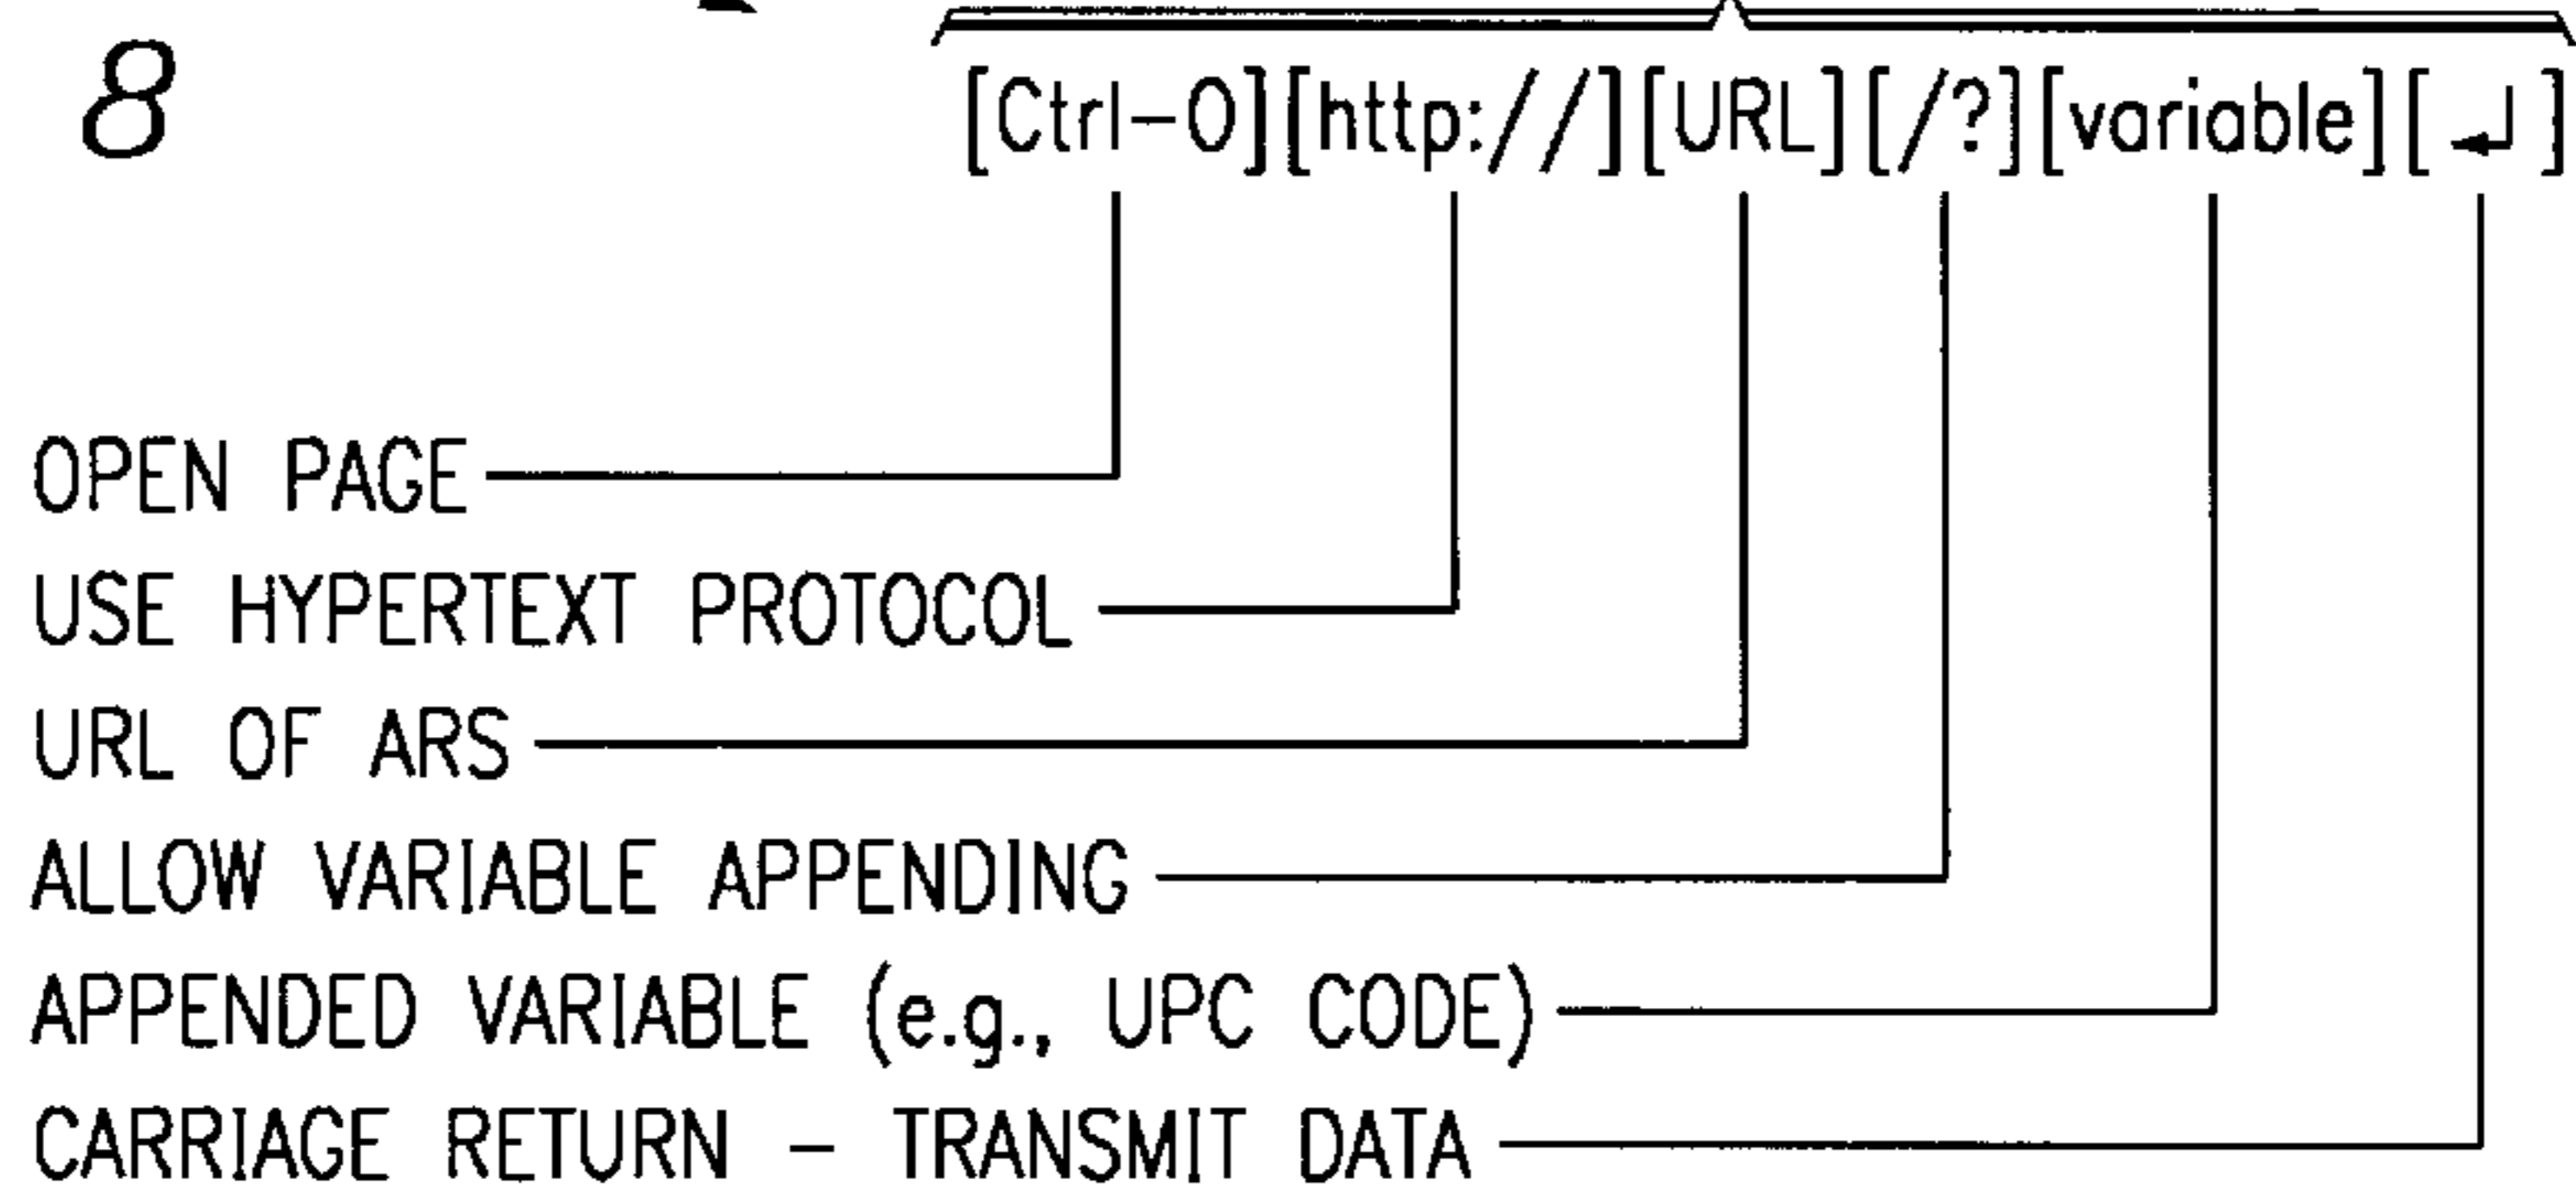 8
[Ctrl-O][http://][URL][/?][variable][↵]
OPEN PAGE
USE HYPERTEXT PROTOCOL
URL OF ARS
ALLOW VARIABLE APPENDING
APPENDED VARIABLE (e.g., UPC CODE)
CARRIAGE RETURN – TRANSMIT DATA